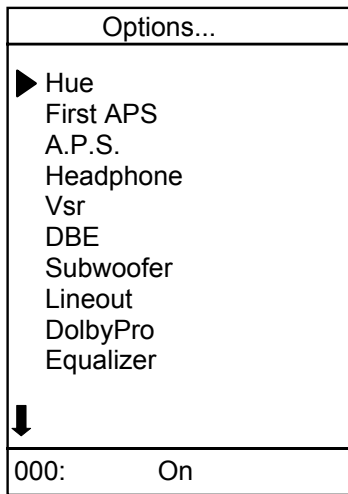 Options...
Hue
First APS
A.P.S.
Headphone
Vsr
DBE
Subwoofer
Lineout
DolbyPro
Equalizer
000: On